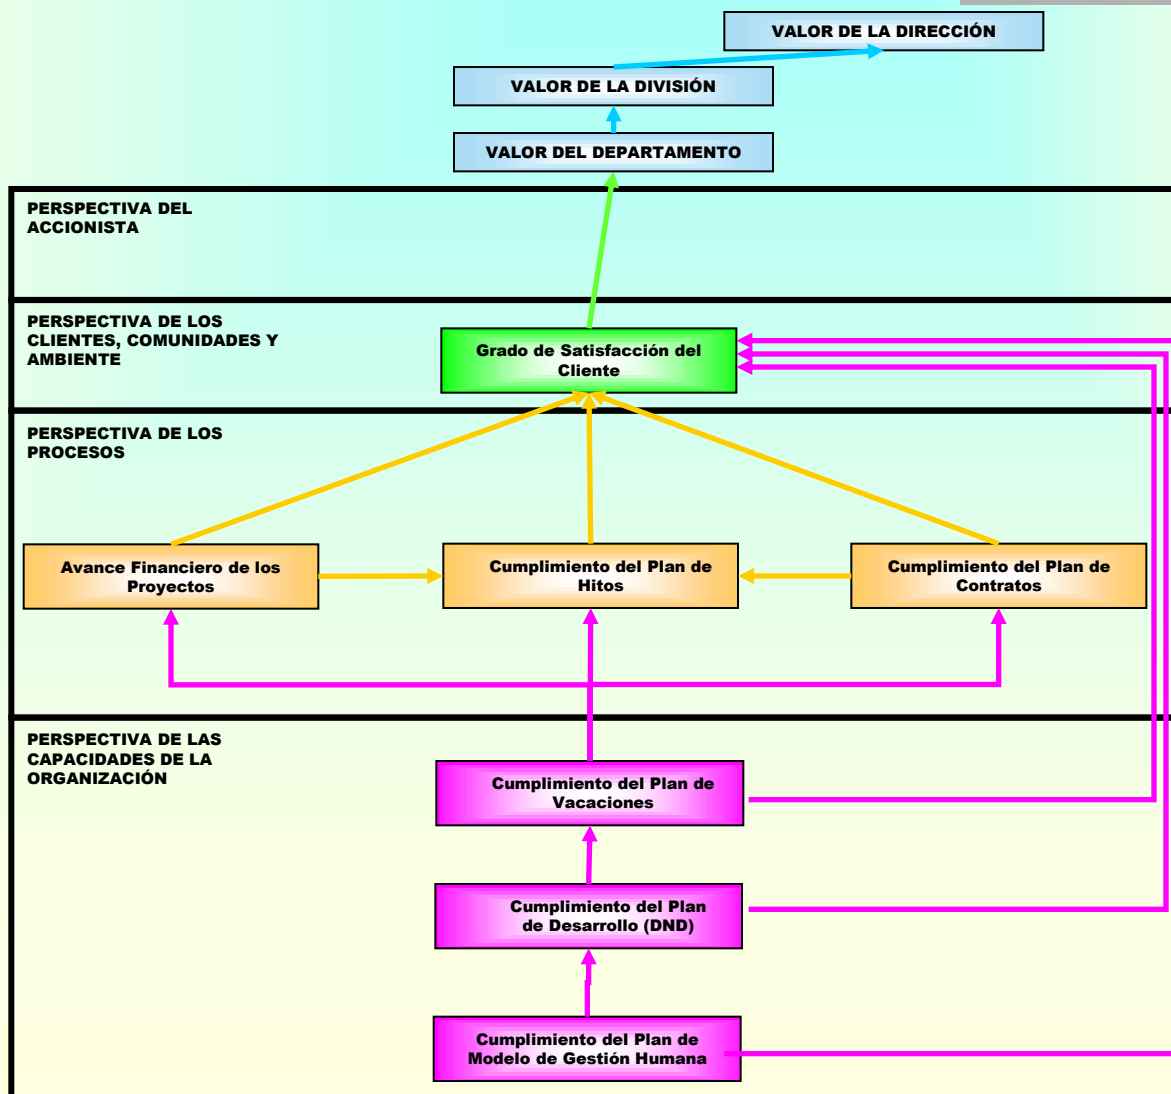 VALOR DE LA DIRECCIÓN
VALOR DE LA DIVISIÓN
VALOR DEL DEPARTAMENTO
PERSPECTIVA DEL
ACCIONISTA
PERSPECTIVA DE LOS
CLIENTES, COMUNIDADES Y
AMBIENTE
Grado de Satisfacción del
Cliente
PERSPECTIVA DE LOS
PROCESOS
Avance Financiero de los
Proyectos
Cumplimiento del Plan de
Hitos
Cumplimiento del Plan de
Contratos
PERSPECTIVA DE LAS
CAPACIDADES DE LA
ORGANIZACIÓN
Cumplimiento del Plan de
Vacaciones
Cumplimiento del Plan
de Desarrollo (DND)
Cumplimiento del Plan de
Modelo de Gestión Humana